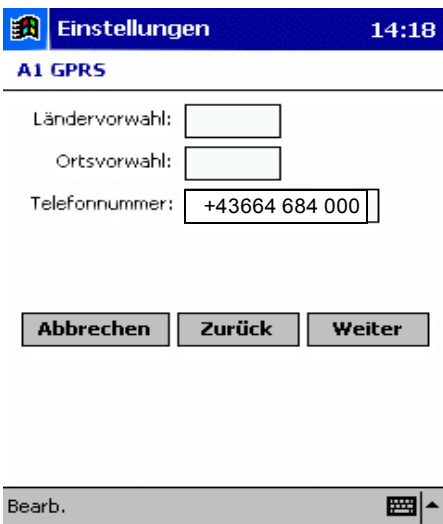 Einstellungen 14:18
A1 GPRS
Ländervorwahl:
Ortsvorwahl:
Telefonnummer: +43664 684 000
Abbrechen Zurück Weiter
Bearb.